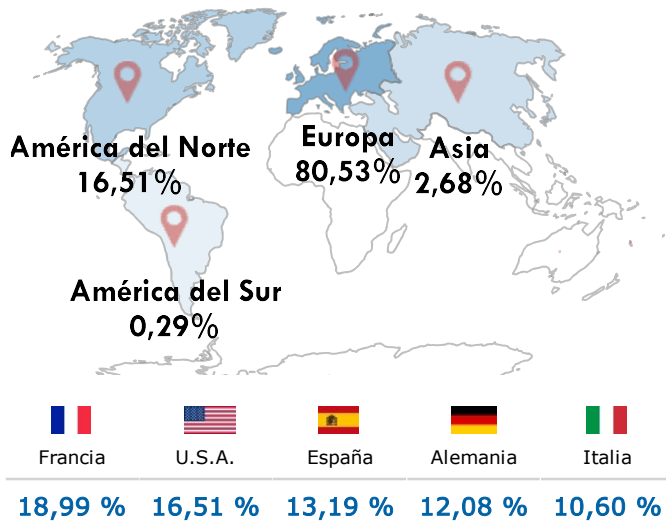 América del Norte
16,51%
Europa
80,53%
Asia
2,68%
América del Sur
0,29%
Francia
U.S.A.
España
Alemania
Italia
18,99 %
16,51 %
13,19 %
12,08 %
10,60 %